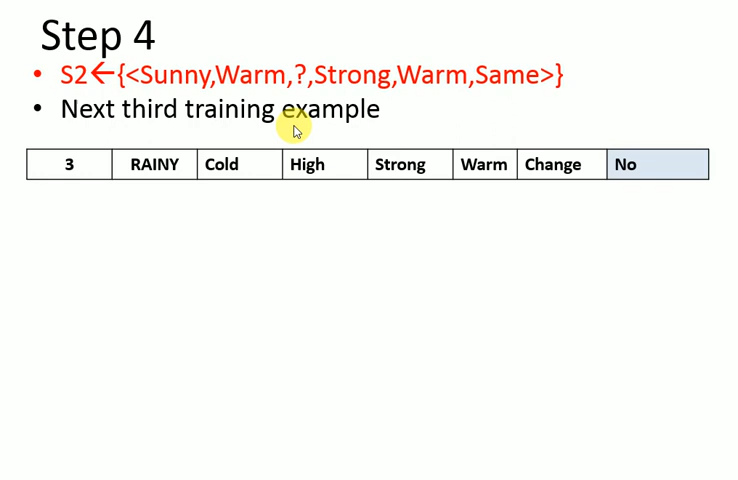 Step 4
• S2←{<Sunny,Warm,?,Strong,Warm,Same>}
• Next third training example
3 RAINY Cold High Strong Warm Change No